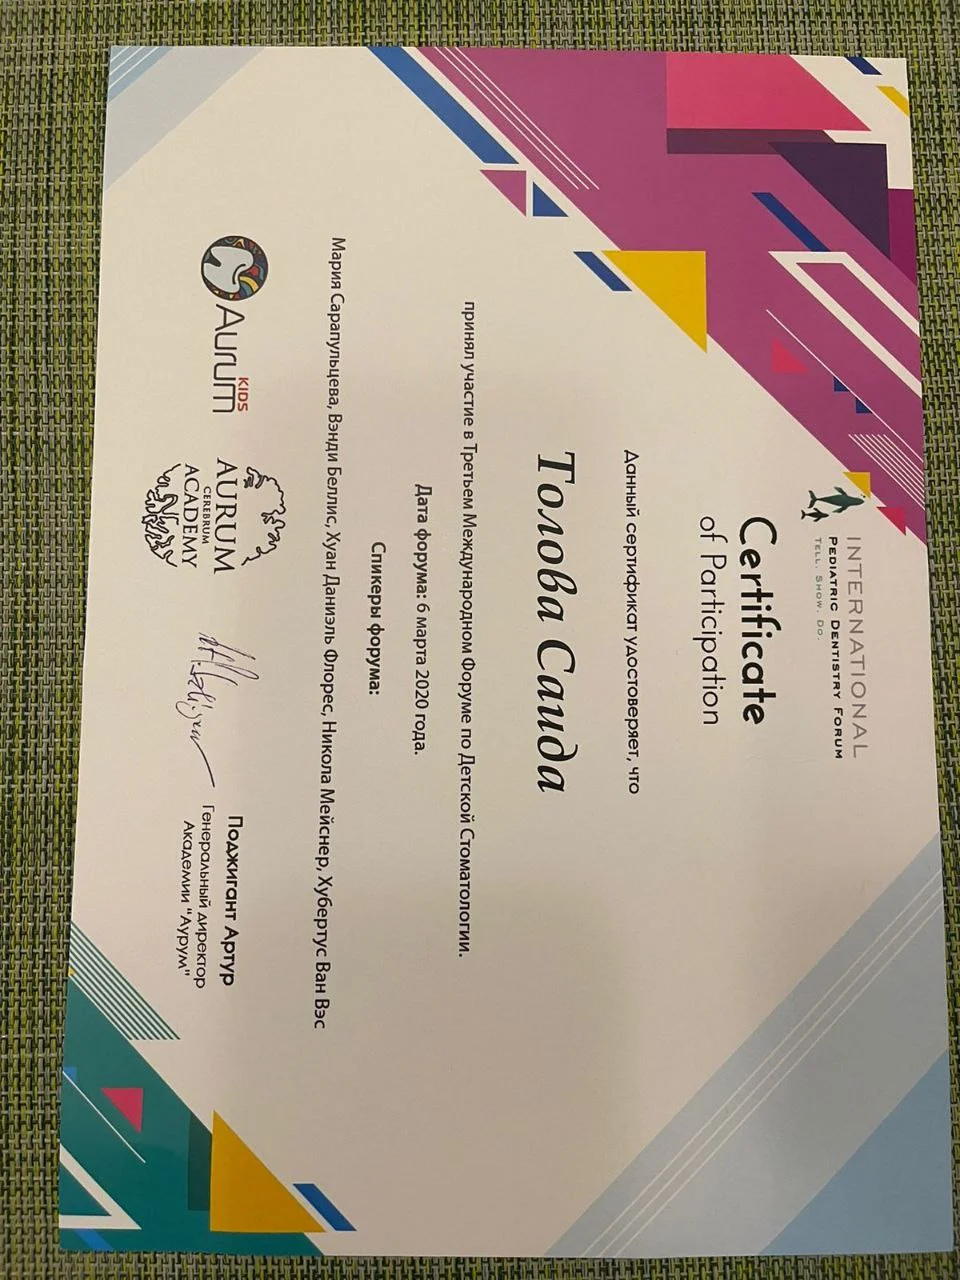 INTERNATIONAL
PEDIATRIC DENTISTRY FORUM
TELL. SHOW. DO.
Certificate
of Participation
Данный сертификат удостоверяет, что
Толова Саида
принял участие в Третьем Международном Форуме по Детской Стоматологии.
Дата форума: 6 марта 2020 года.
Спикеры форума:
Мария Сарапульцева, Вэнди Беллис, Хуан Даниэль Флорес, Никола Мейснер, Хубертус Ван Вэс
KIDS
Aurum
AURUM
CEREBRUM
ACADEMY
Поджигант Артур
Генеральный директор
Академии "Аурум"